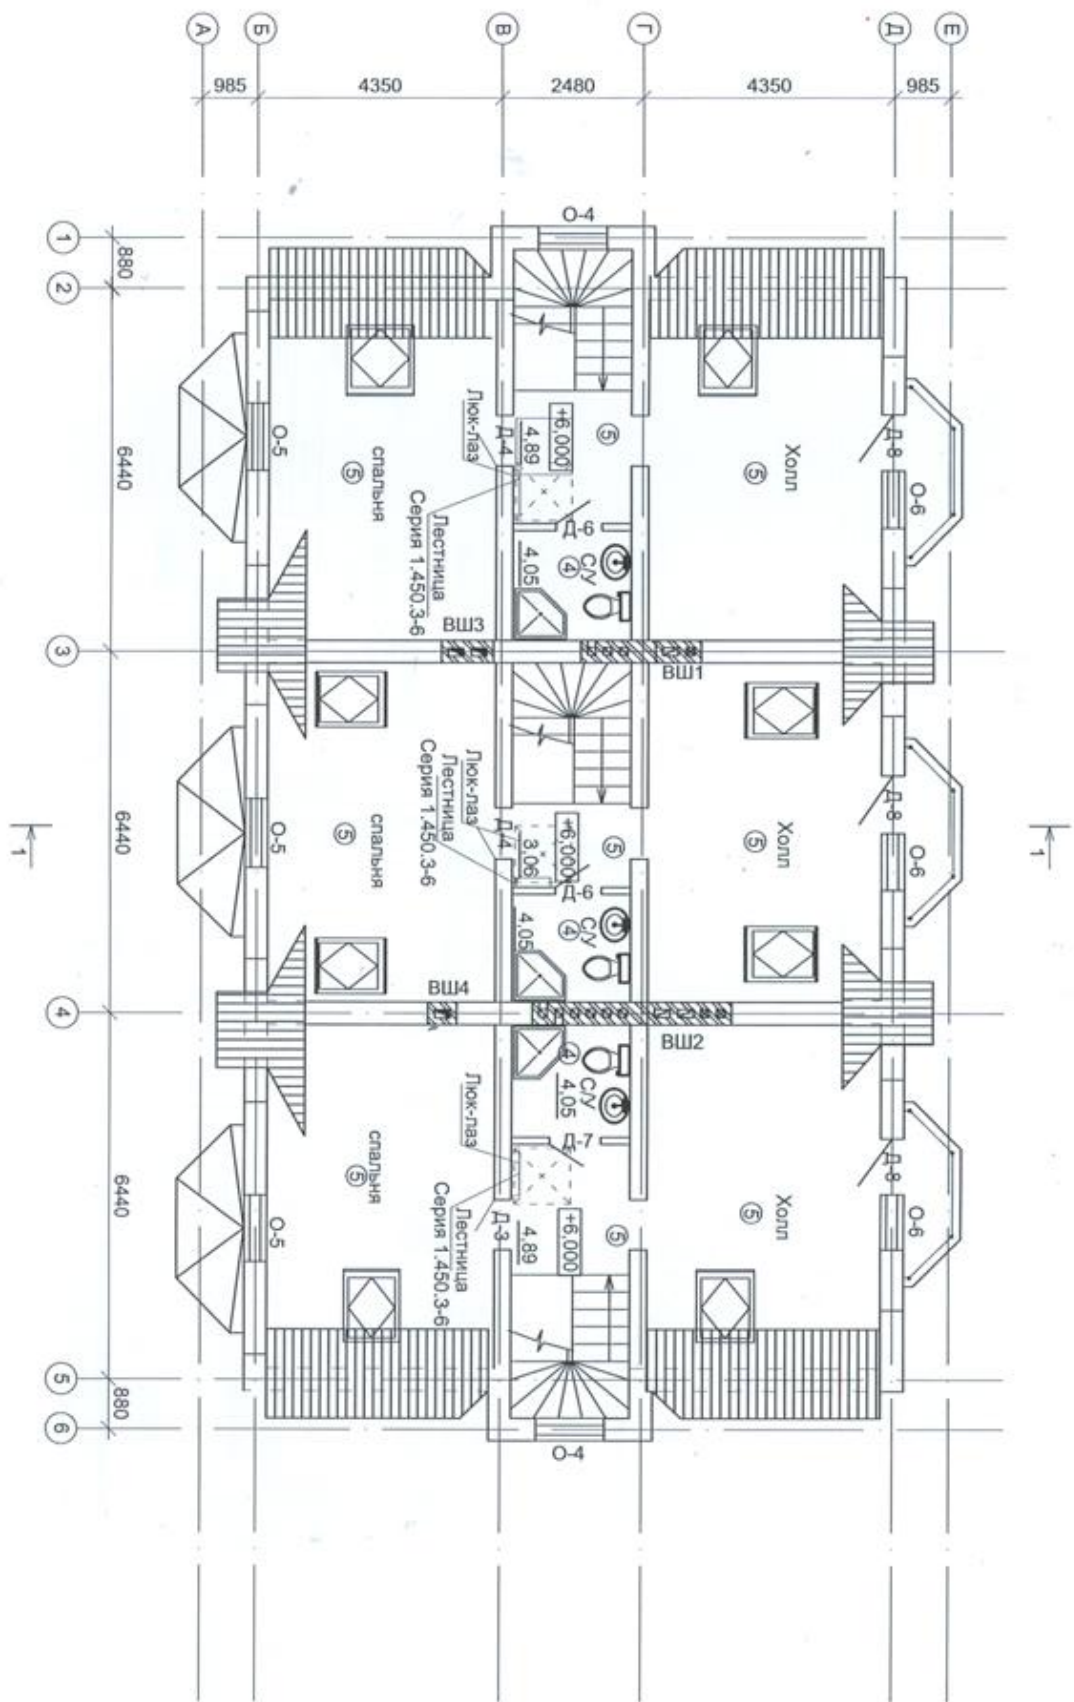 А
Б
В
Г
Д
Е
985
4350
2480
4350
985
1
880
2
6440
3
6440
4
6440
5
880
6
О-4
Люк-лаз
Д-4
4,89
+6,000
5
Холл
5
Д-8
О-6
О-5
спальня
5
Лестница
Серия 1.450.3-6
Д-6
4,05
4
С/У
ВШ3
ВШ1
Люк-лаз
Лестница
Серия 1.450.3-6
Д-4
3,06
+6,000
5
Холл
5
Д-8
О-6
О-5
спальня
5
Д-6
4,05
4
С/У
1
1
ВШ4
ВШ2
4
С/У
4,05
Люк-лаз
Д-7
Лестница
Серия 1.450.3-6
Д-3
4,89
+6,000
5
Холл
5
Д-8
О-6
О-5
спальня
5
О-4